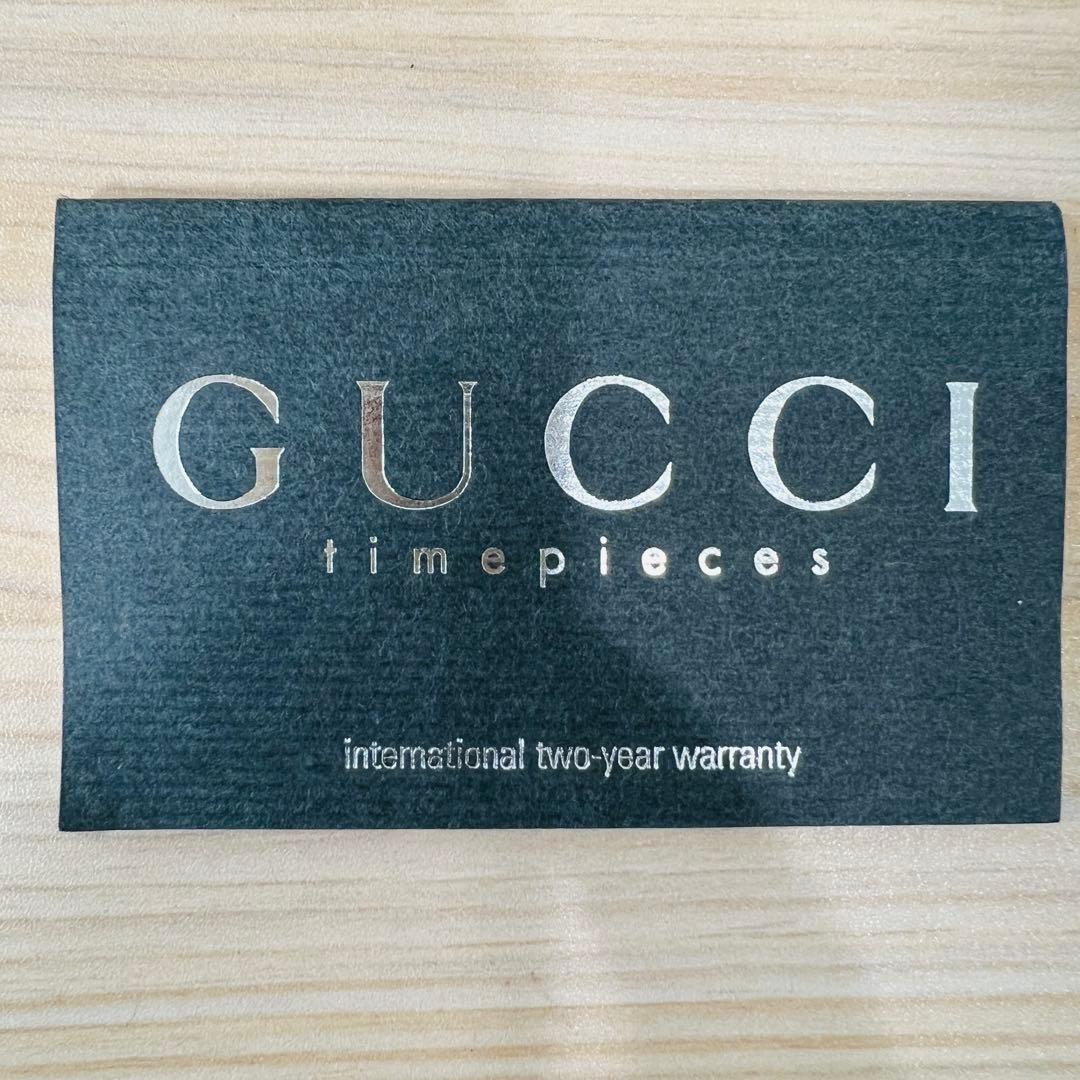 GUCCI
timepieces
international two-year warranty